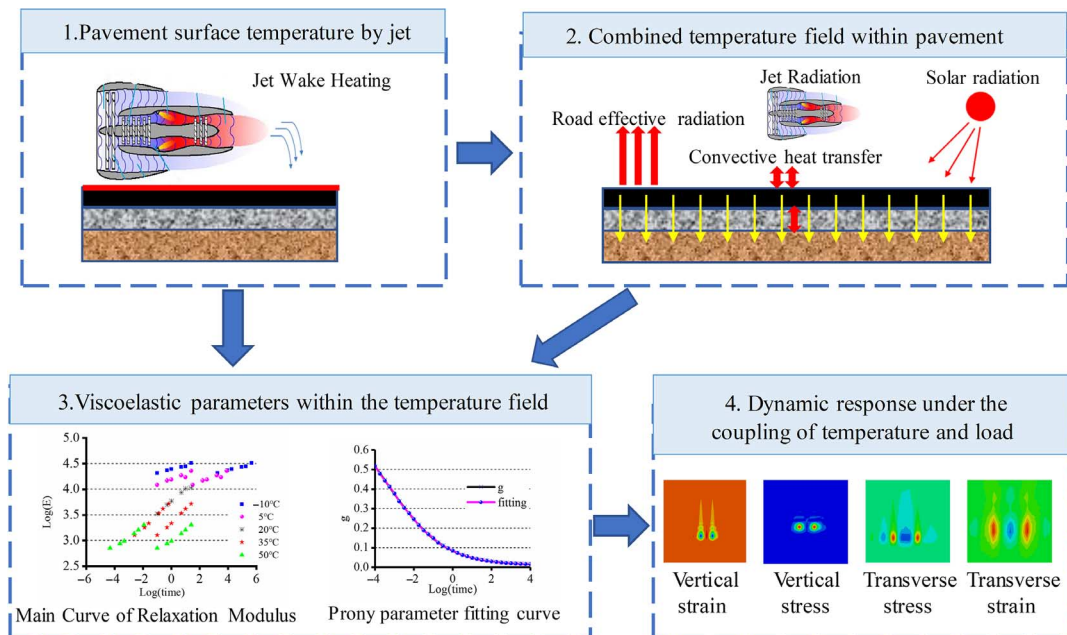 1.Pavement surface temperature by jet
Jet Wake Heating
2. Combined temperature field within pavement
Jet Radiation
Solar radiation
Road effective radiation
Convective heat transfer
3.Viscoelastic parameters within the temperature field
5.0
4.5
4.0
3.5
3.0
2.5
Log(E)
−10℃
5℃
20℃
35℃
50℃
−6 −4 −2 0 2 4 6
Log(time)
Main Curve of Relaxation Modulus
0.6
0.5
0.4
0.3
0.2
0.1
0.0
g
g
fitting
−4 −2 0 2 4
Log(time)
Prony parameter fitting curve
4. Dynamic response under the
coupling of temperature and load
Vertical
strain
Vertical
stress
Transverse
stress
Transverse
strain